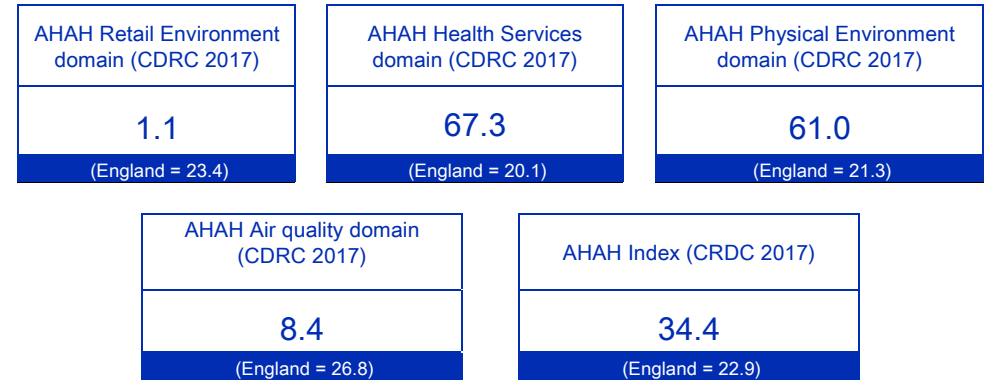 AHAH Retail Environment
domain (CDRC 2017)
1.1
(England = 23.4)
AHAH Health Services
domain (CDRC 2017)
67.3
(England = 20.1)
AHAH Physical Environment
domain (CDRC 2017)
61.0
(England = 21.3)
AHAH Air quality domain
(CDRC 2017)
8.4
(England = 26.8)
AHAH Index (CRDC 2017)
34.4
(England = 22.9)